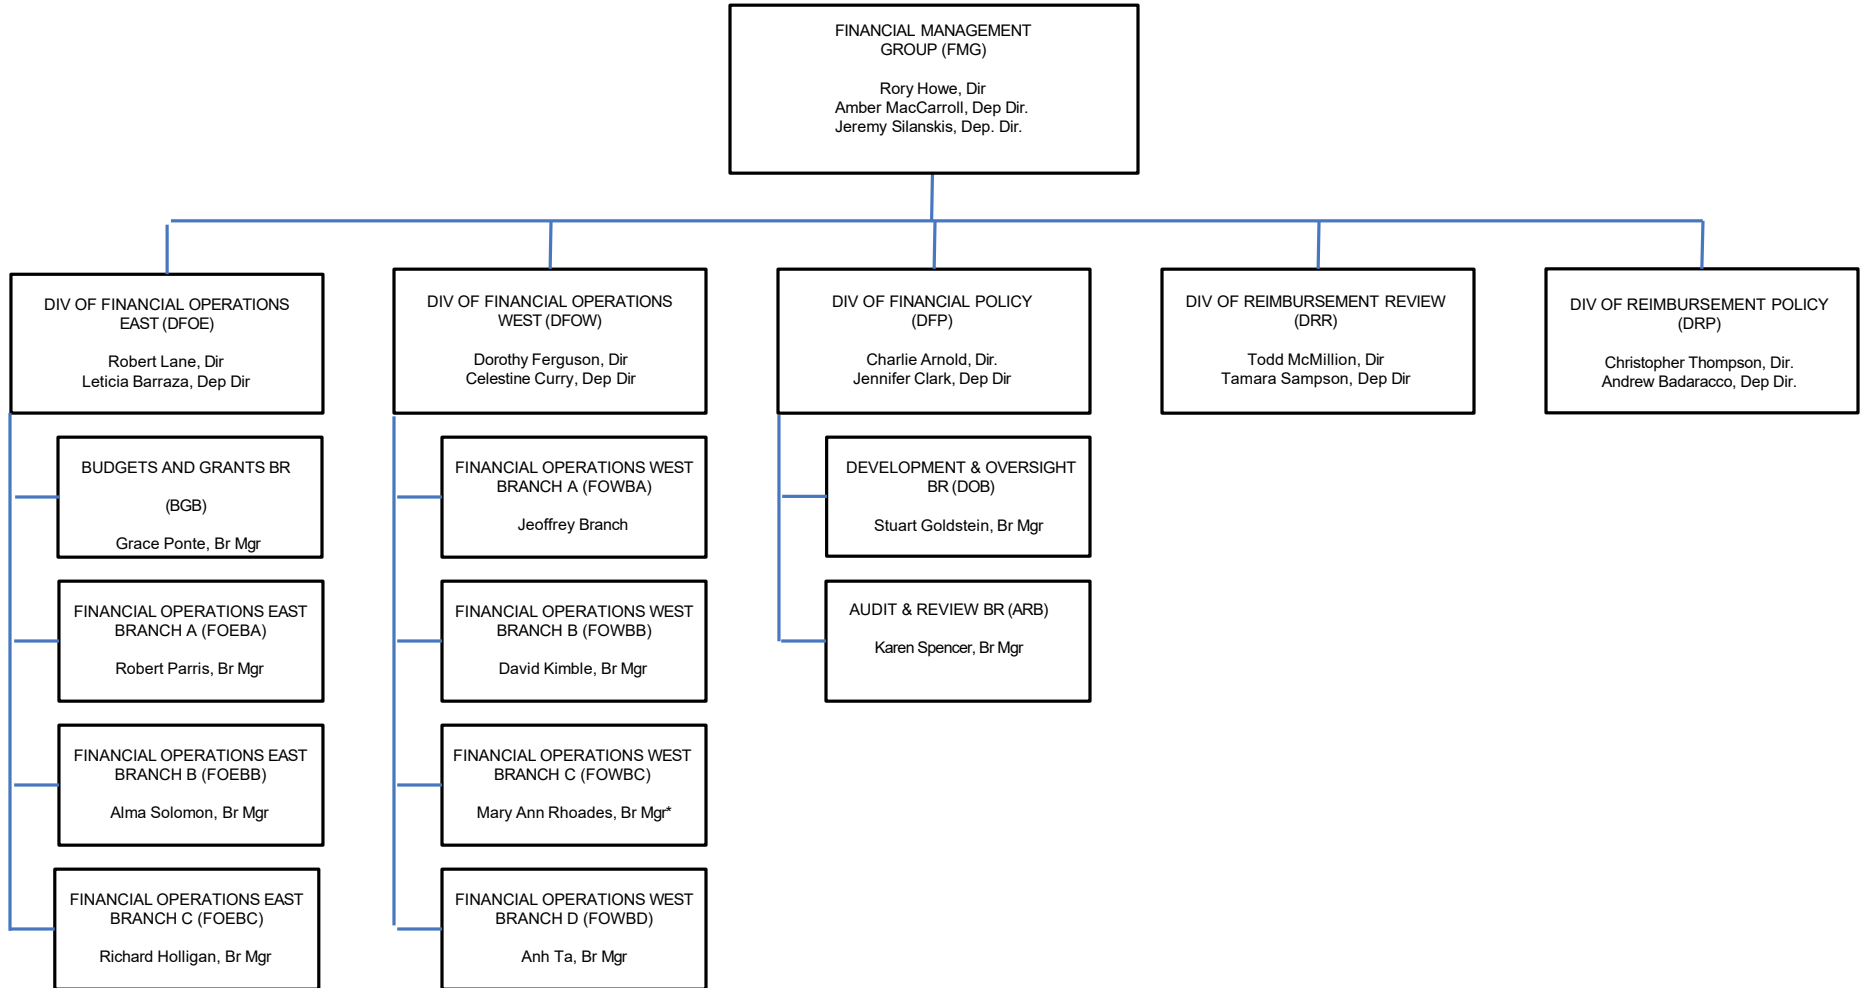 FINANCIAL MANAGEMENT
GROUP (FMG)
Rory Howe, Dir
Amber MacCarroll, Dep Dir.
Jeremy Silanskis, Dep. Dir.
DIV OF FINANCIAL OPERATIONS
EAST (DFOE)
Robert Lane, Dir
Leticia Barraza, Dep Dir
DIV OF FINANCIAL OPERATIONS
WEST (DFOW)
Dorothy Ferguson, Dir
Celestine Curry, Dep Dir
DIV OF FINANCIAL POLICY
(DFP)
Charlie Arnold, Dir.
Jennifer Clark, Dep Dir
DIV OF REIMBURSEMENT REVIEW
(DRR)
Todd McMillion, Dir
Tamara Sampson, Dep Dir
DIV OF REIMBURSEMENT POLICY
(DRP)
Christopher Thompson, Dir.
Andrew Badaracco, Dep Dir.
BUDGETS AND GRANTS BR
(BGB)
Grace Ponte, Br Mgr
FINANCIAL OPERATIONS EAST
BRANCH A (FOEBA)
Robert Parris, Br Mgr
FINANCIAL OPERATIONS EAST
BRANCH B (FOEBB)
Alma Solomon, Br Mgr
FINANCIAL OPERATIONS EAST
BRANCH C (FOEBC)
Richard Holligan, Br Mgr
FINANCIAL OPERATIONS WEST
BRANCH A (FOWBA)
Jeoffrey Branch
FINANCIAL OPERATIONS WEST
BRANCH B (FOWBB)
David Kimble, Br Mgr
FINANCIAL OPERATIONS WEST
BRANCH C (FOWBC)
Mary Ann Rhoades, Br Mgr*
FINANCIAL OPERATIONS WEST
BRANCH D (FOWBD)
Anh Ta, Br Mgr
DEVELOPMENT & OVERSIGHT
BR (DOB)
Stuart Goldstein, Br Mgr
AUDIT & REVIEW BR (ARB)
Karen Spencer, Br Mgr